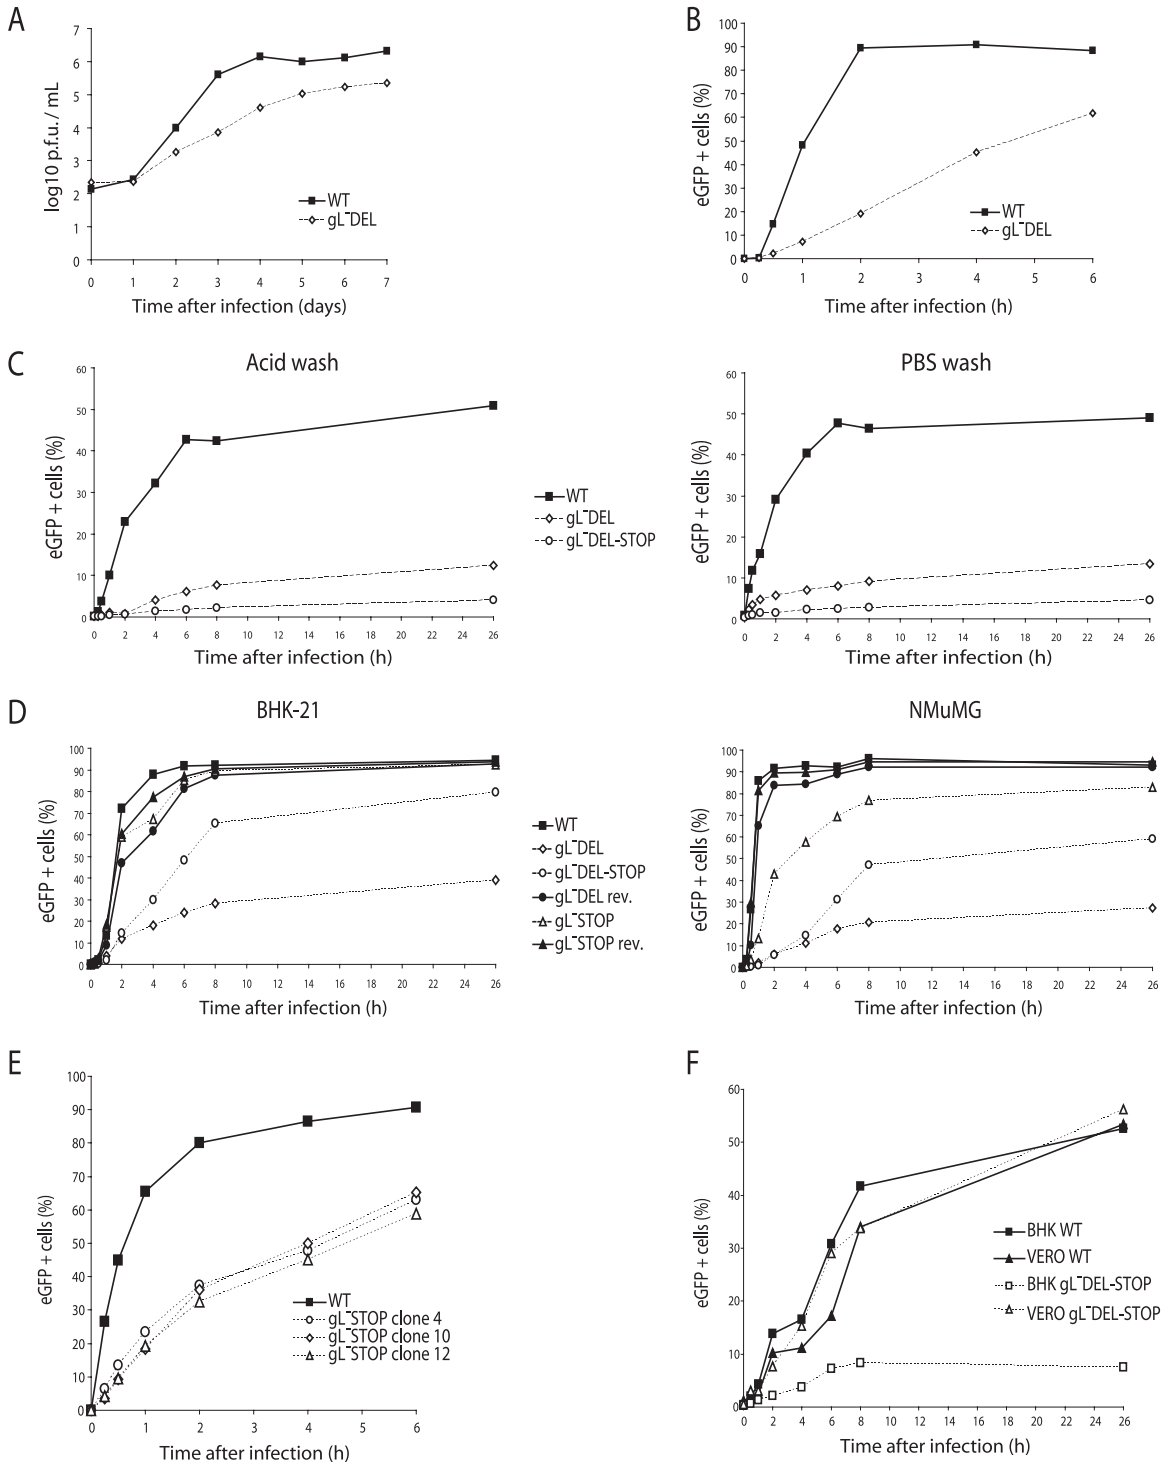 A
log10 p.f.u./ mL
7
6
5
4
3
2
1
0
0 1 2 3 4 5 6 7
Time after infection (days)
WT
gL⁻DEL
B
eGFP + cells (%)
100
90
80
70
60
50
40
30
20
10
0
0 1 2 3 4 5 6
Time after infection (h)
WT
gL⁻DEL
C
Acid wash
eGFP + cells (%)
60
50
40
30
20
10
0
0 2 4 6 8 10 12 14 16 18 20 22 24 26
Time after infection (h)
WT
gL⁻DEL
gL⁻DEL-STOP
PBS wash
eGFP + cells (%)
60
50
40
30
20
10
0
0 2 4 6 8 10 12 14 16 18 20 22 24 26
Time after infection (h)
D
BHK-21
eGFP + cells (%)
100
90
80
70
60
50
40
30
20
10
0
0 2 4 6 8 10 12 14 16 18 20 22 24 26
Time after infection (h)
WT
gL⁻DEL
gL⁻DEL-STOP
gL⁻DEL rev.
gL⁻STOP
gL⁻STOP rev.
NMuMG
eGFP + cells (%)
100
90
80
70
60
50
40
30
20
10
0
0 2 4 6 8 10 12 14 16 18 20 22 24 26
Time after infection (h)
E
eGFP + cells (%)
100
90
80
70
60
50
40
30
20
10
0
0 1 2 3 4 5 6
Time after infection (h)
WT
gL⁻STOP clone 4
gL⁻STOP clone 10
gL⁻STOP clone 12
F
eGFP + cells (%)
60
50
40
30
20
10
0
0 2 4 6 8 10 12 14 16 18 20 22 24 26
Time after infection (h)
BHK WT
VERO WT
BHK gL⁻DEL-STOP
VERO gL⁻DEL-STOP